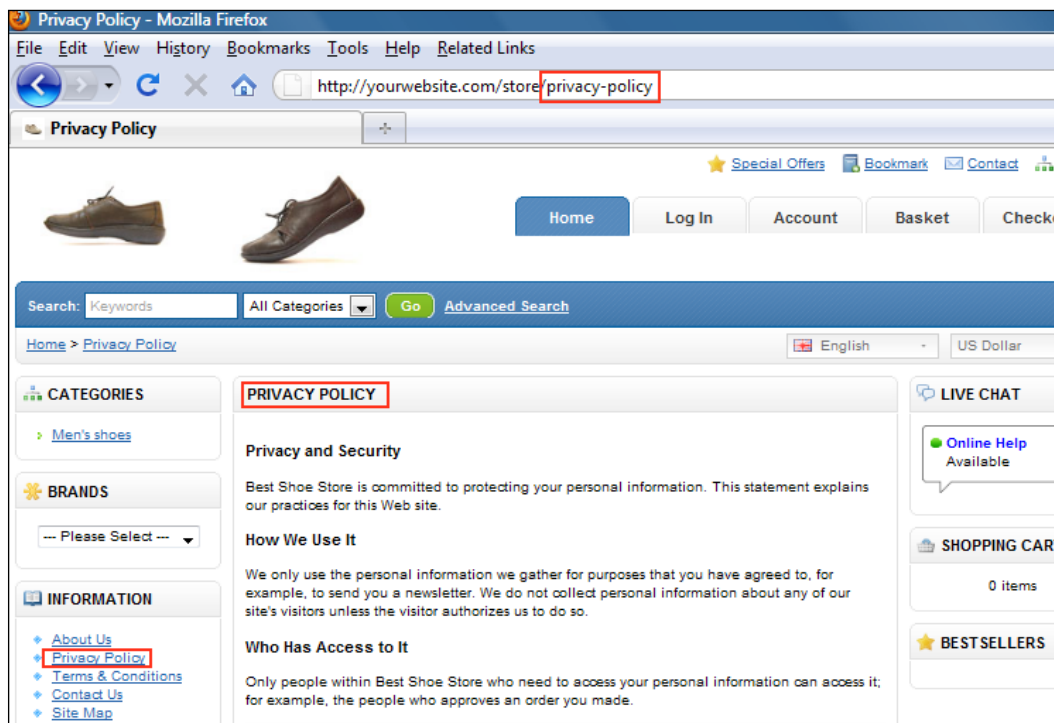 Privacy Policy - Mozilla Firefox
File Edit View History Bookmarks Tools Help Related Links
http://yourwebsite.com/store/privacy-policy
Privacy Policy
Special Offers Bookmark Contact
Home Log In Account Basket Checko
Search: Keywords All Categories Go Advanced Search
Home > Privacy Policy English US Dollar
CATEGORIES
Men's shoes
BRANDS
--- Please Select ---
INFORMATION
About Us
Privacy Policy
Terms & Conditions
Contact Us
Site Map
PRIVACY POLICY
Privacy and Security
Best Shoe Store is committed to protecting your personal information. This statement explains
our practices for this Web site.
How We Use It
We only use the personal information we gather for purposes that you have agreed to, for
example, to send you a newsletter. We do not collect personal information about any of our
site's visitors unless the visitor authorizes us to do so.
Who Has Access to It
Only people within Best Shoe Store who need to access your personal information can access it;
for example, the people who approves an order you made.
LIVE CHAT
Online Help
Available
SHOPPING CAR
0 items
BESTSELLERS